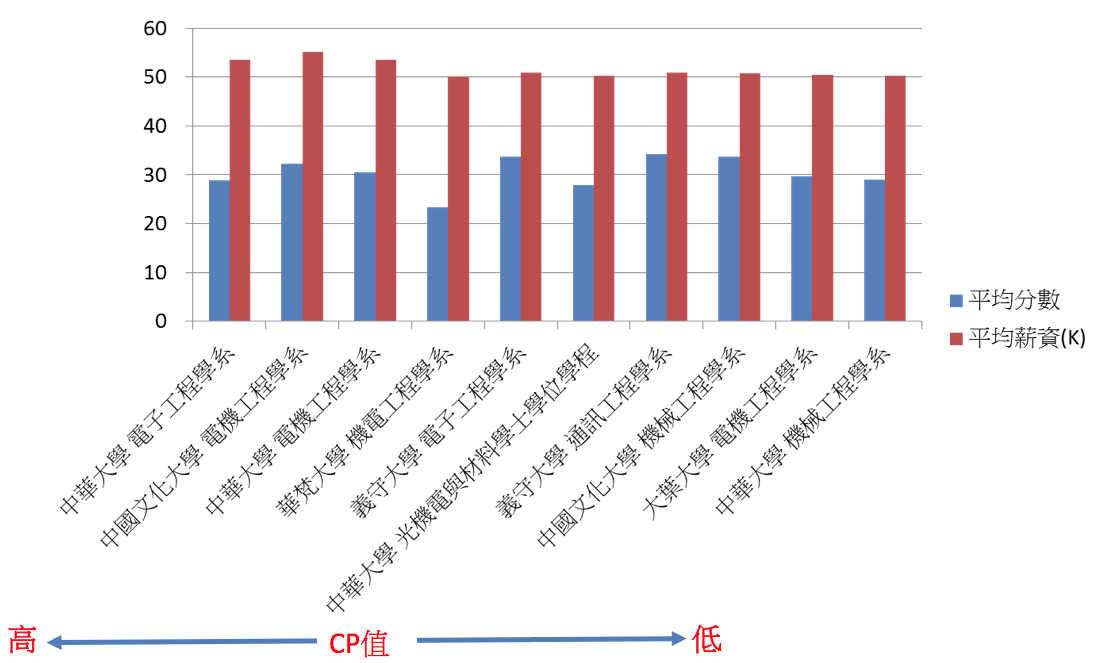 60
50
40
30
20
10
0
平均分數
平均薪資(K)
中華大學 電子工程學系
中國文化大學 電機工程學系
中華大學 電機工程學系
華梵大學 機電工程學系
義守大學 電子工程學系
中華大學 光機電與材料學士學位學程
義守大學 通訊工程學系
中國文化大學 機械工程學系
大葉大學 電機工程學系
中華大學 機械工程學系
高 CP值 低